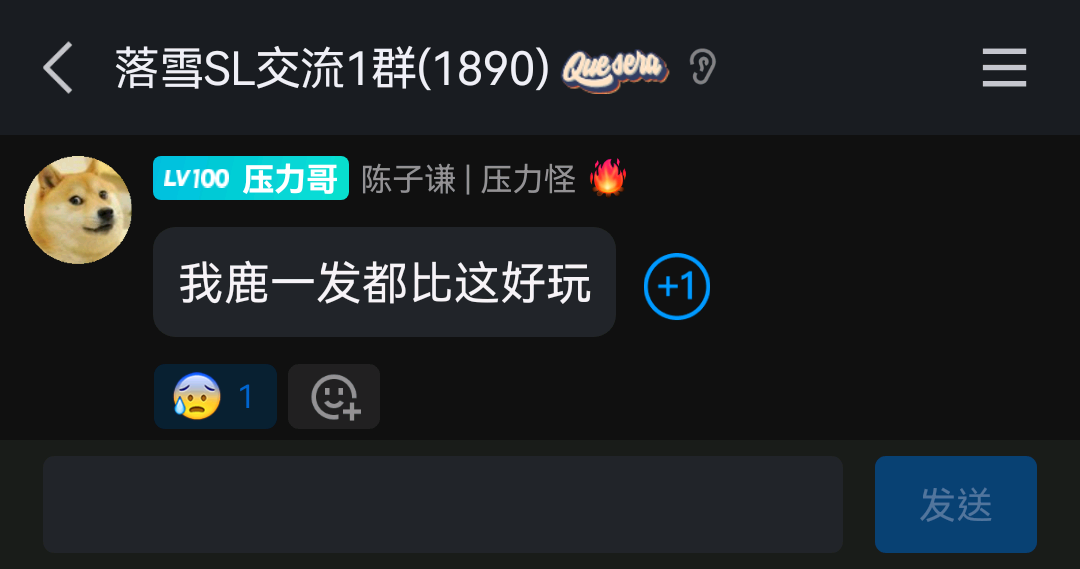 落雪SL交流1群(1890) Que sera
LV100 压力哥 陈子谦 | 压力怪
我鹿一发都比这好玩
+1
1
发送